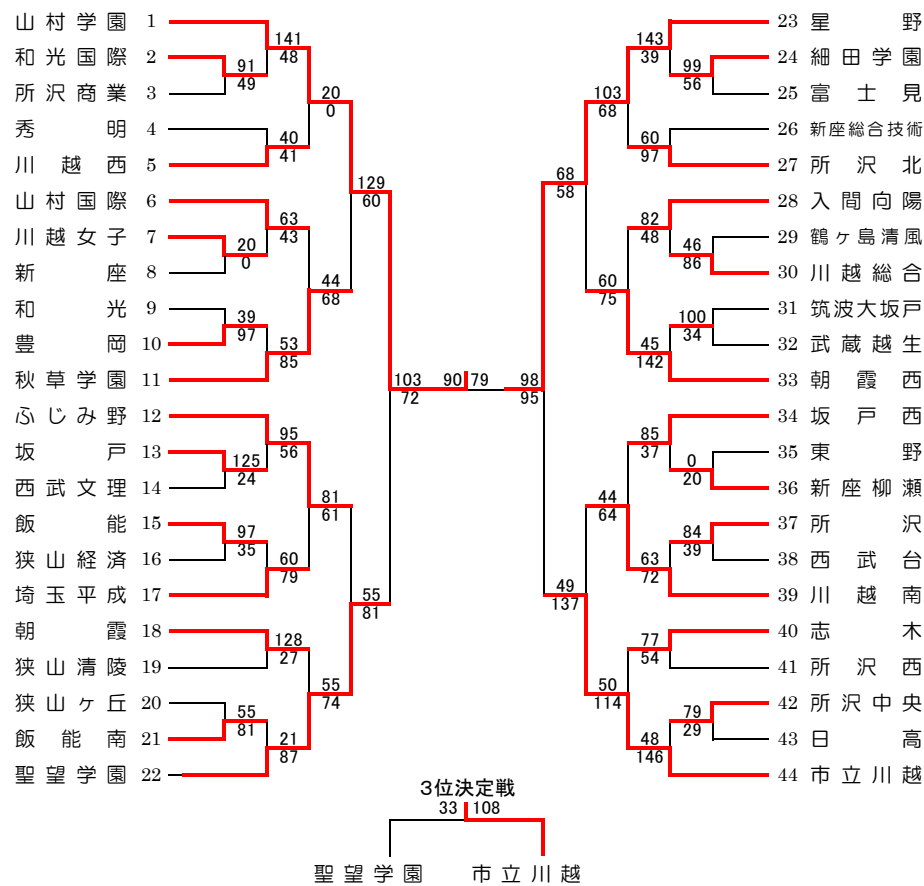 山村学園 1
和光国際 2
所沢商業 3
秀明 4
川越西 5
山村国際 6
川越女子 7
新座 8
和光 9
豊岡 10
秋草学園 11
ふじみ野 12
坂戸 13
西武文理 14
飯能 15
狭山経済 16
埼玉平成 17
朝霞 18
狭山清陵 19
狭山ヶ丘 20
飯能南 21
聖望学園 22
91
49
20
0
39
97
125
24
97
35
55
81
141
48
40
41
63
43
53
85
95
56
60
79
128
27
21
87
20
0
44
68
81
61
55
74
129
60
55
81
103
72
90 79
98
95
68
58
49
137
103
68
60
75
44
64
50
114
143
39
60
97
82
48
45
142
85
37
63
72
77
54
48
146
99
56
46
86
100
34
0
20
84
39
79
29
23 星野
24 細田学園
25 富士見
26 新座総合技術
27 所沢北
28 入間向陽
29 鶴ヶ島清風
30 川越総合
31 筑波大坂戸
32 武蔵越生
33 朝霞西
34 坂戸西
35 東野
36 新座柳瀬
37 所沢
38 西武台
39 川越南
40 志木
41 所沢西
42 所沢中央
43 日高
44 市立川越
3位決定戦
33 108
聖望学園 市立川越